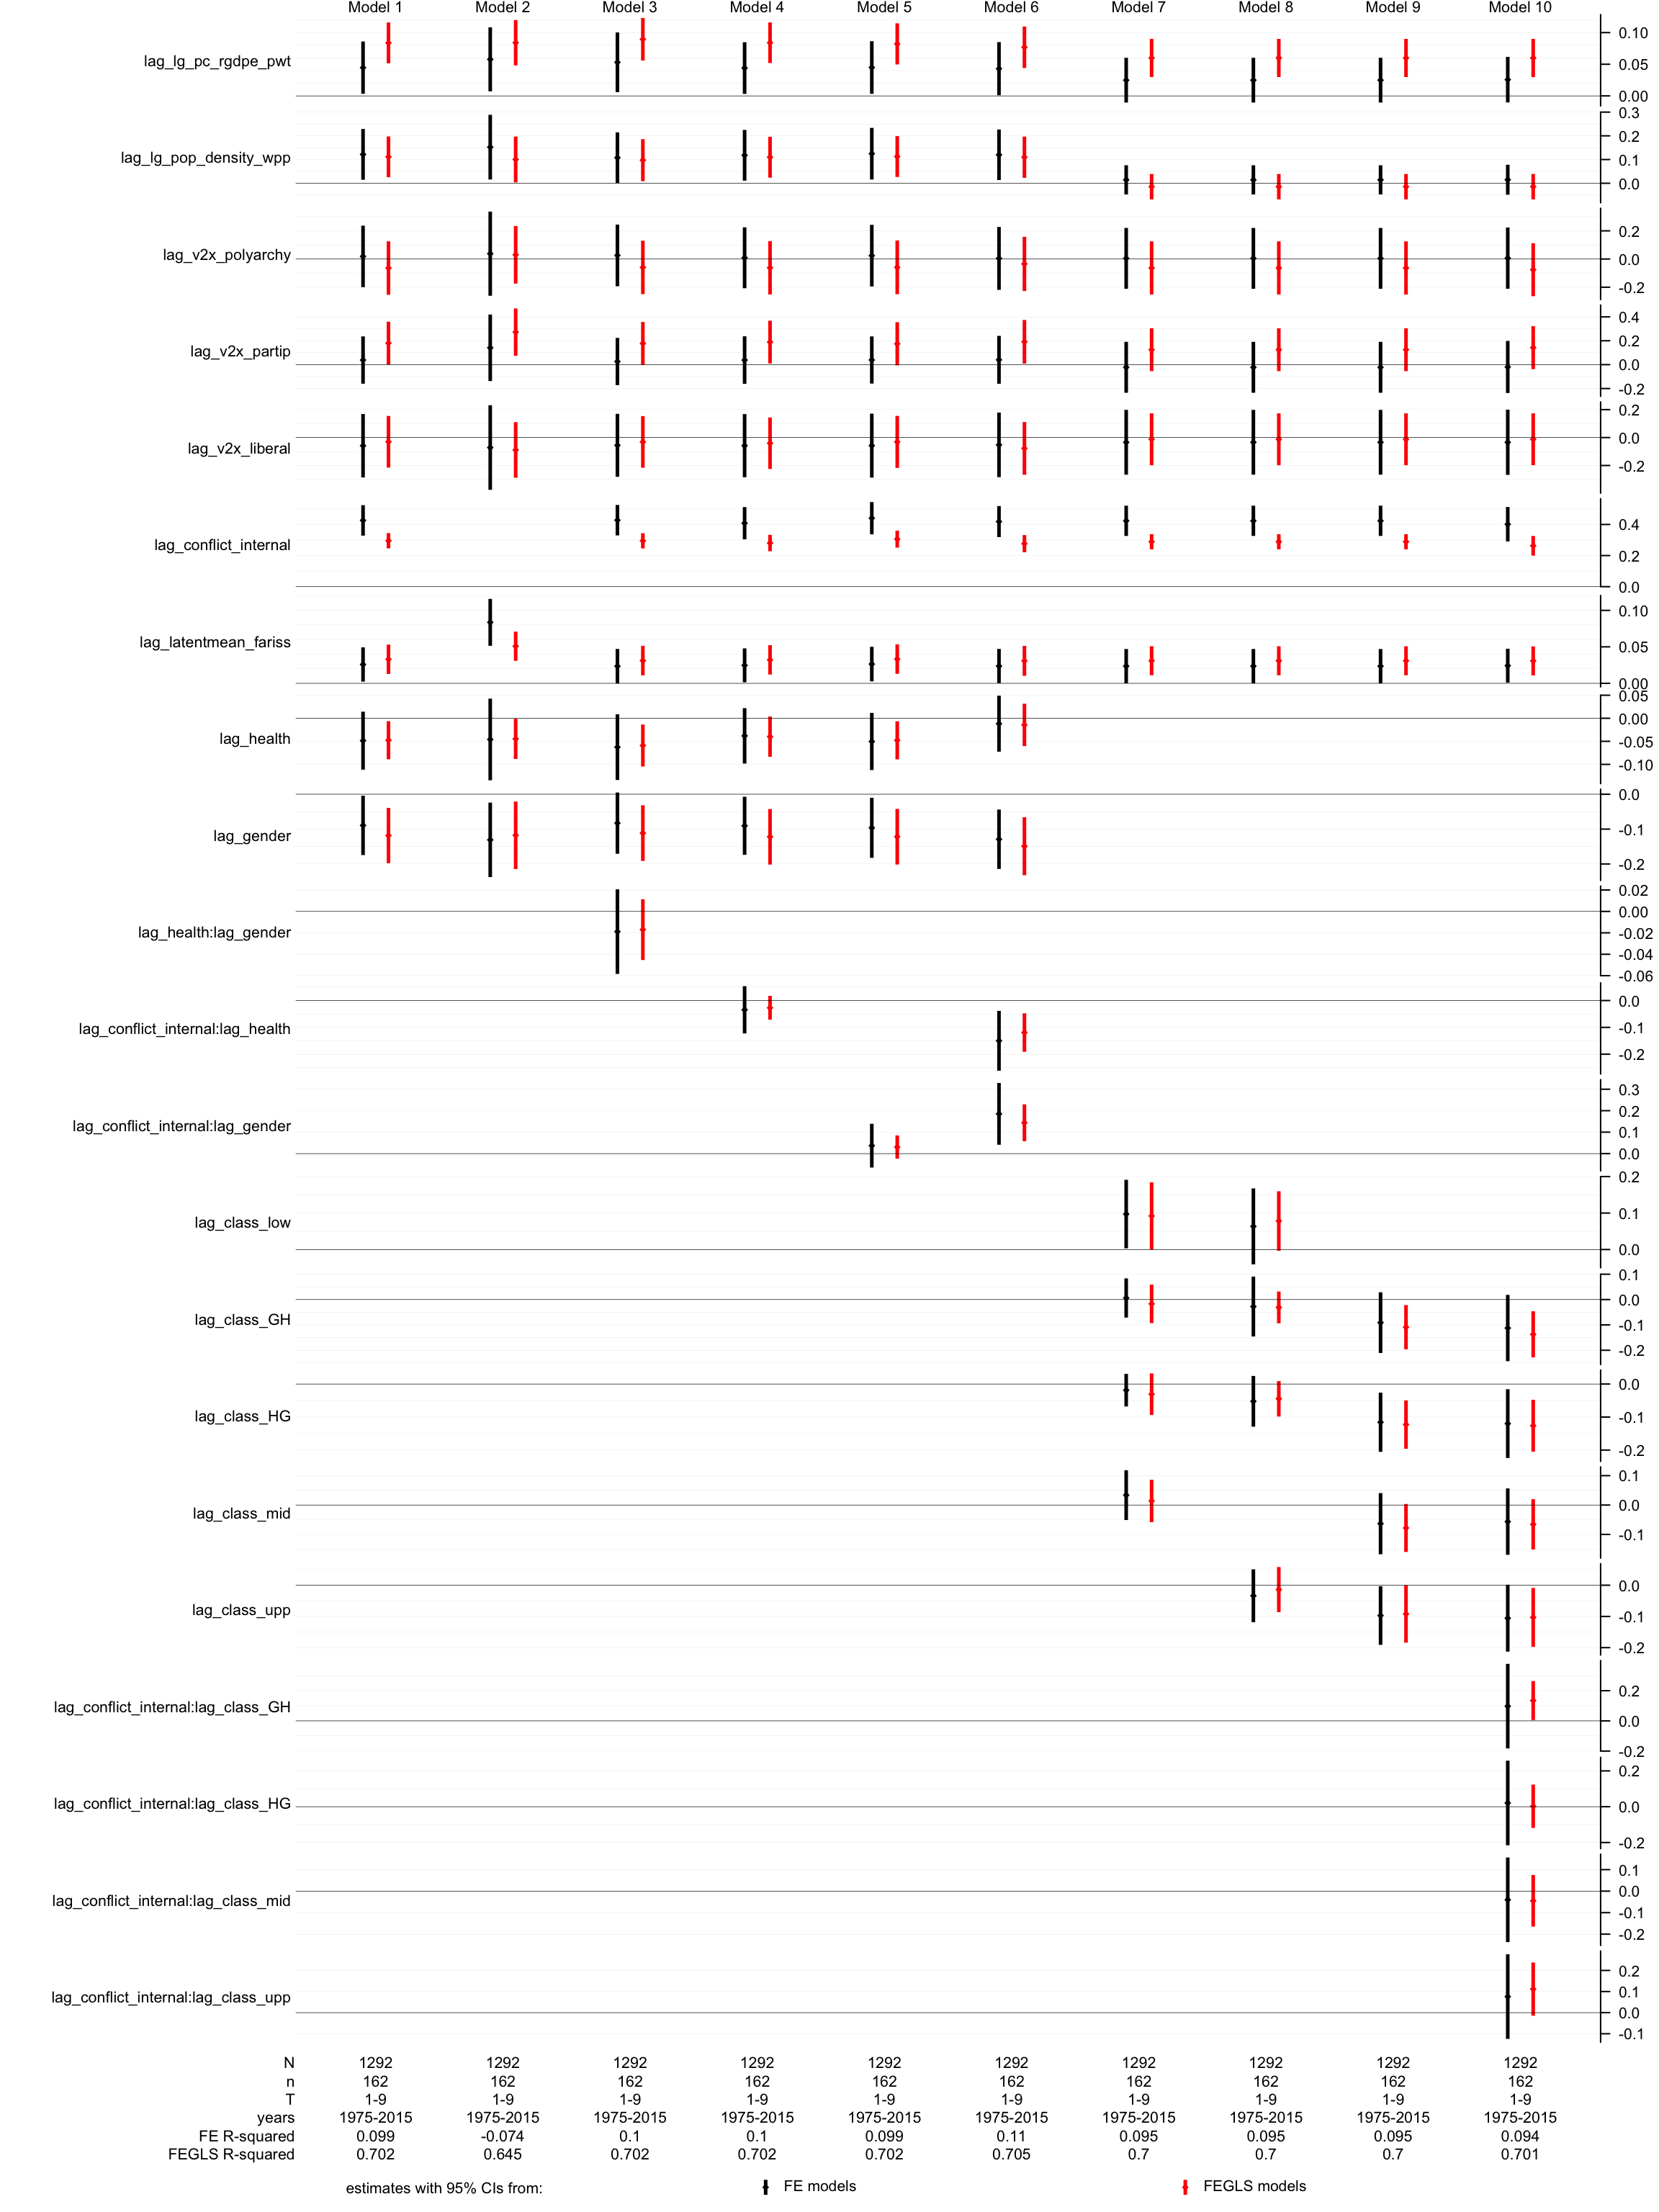 Model 1 Model 2 Model 3 Model 4 Model 5 Model 6 Model 7 Model 8 Model 9 Model 10
lag_lg_pc_rgdpe_pwt
0.10
0.05
0.00
lag_lg_pop_density_wpp
0.3
0.2
0.1
0.0
lag_v2x_polyarchy
0.2
0.0
-0.2
lag_v2x_partip
0.4
0.2
0.0
-0.2
lag_v2x_liberal
0.2
0.0
-0.2
lag_conflict_internal
0.4
0.2
0.0
lag_latentmean_fariss
0.10
0.05
0.00
lag_health
0.05
0.00
-0.05
-0.10
lag_gender
0.0
-0.1
-0.2
lag_health:lag_gender
0.02
0.00
-0.02
-0.04
-0.06
lag_conflict_internal:lag_health
0.0
-0.1
-0.2
lag_conflict_internal:lag_gender
0.3
0.2
0.1
0.0
lag_class_low
0.2
0.1
0.0
lag_class_GH
0.1
0.0
-0.1
-0.2
lag_class_HG
0.0
-0.1
-0.2
lag_class_mid
0.1
0.0
-0.1
lag_class_upp
0.0
-0.1
-0.2
lag_conflict_internal:lag_class_GH
0.2
0.0
-0.2
lag_conflict_internal:lag_class_HG
0.2
0.0
-0.2
lag_conflict_internal:lag_class_mid
0.1
0.0
-0.1
-0.2
lag_conflict_internal:lag_class_upp
0.2
0.1
0.0
-0.1
N 1292 1292 1292 1292 1292 1292 1292 1292 1292 1292
n 162 162 162 162 162 162 162 162 162 162
T 1-9 1-9 1-9 1-9 1-9 1-9 1-9 1-9 1-9 1-9
years 1975-2015 1975-2015 1975-2015 1975-2015 1975-2015 1975-2015 1975-2015 1975-2015 1975-2015 1975-2015
FE R-squared 0.099 -0.074 0.1 0.1 0.099 0.11 0.095 0.095 0.095 0.094
FEGLS R-squared 0.702 0.645 0.702 0.702 0.702 0.705 0.7 0.7 0.7 0.701
estimates with 95% CIs from: FE models FEGLS models